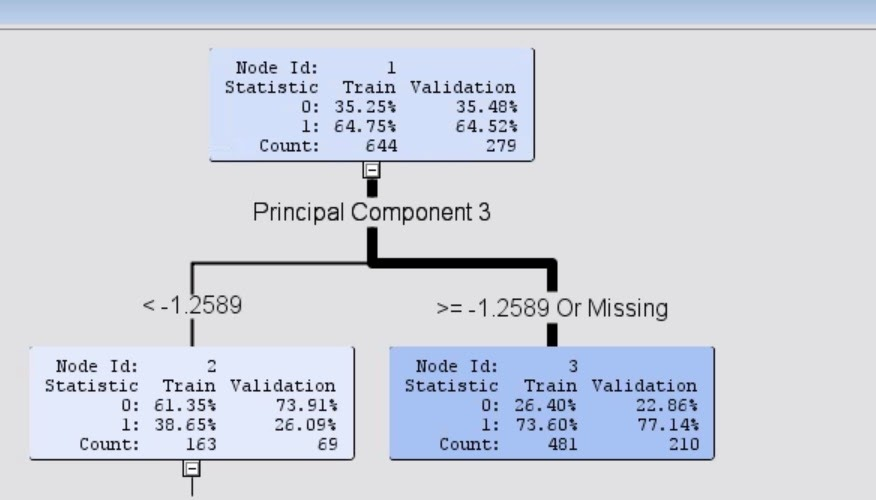 Node Id: 1
Statistic Train Validation
0: 35.25% 35.48%
1: 64.75% 64.52%
Count: 644 279
Principal Component 3
< -1.2589
>= -1.2589 Or Missing
Node Id: 2
Statistic Train Validation
0: 61.35% 73.91%
1: 38.65% 26.09%
Count: 163 69
Node Id: 3
Statistic Train Validation
0: 26.40% 22.86%
1: 73.60% 77.14%
Count: 481 210